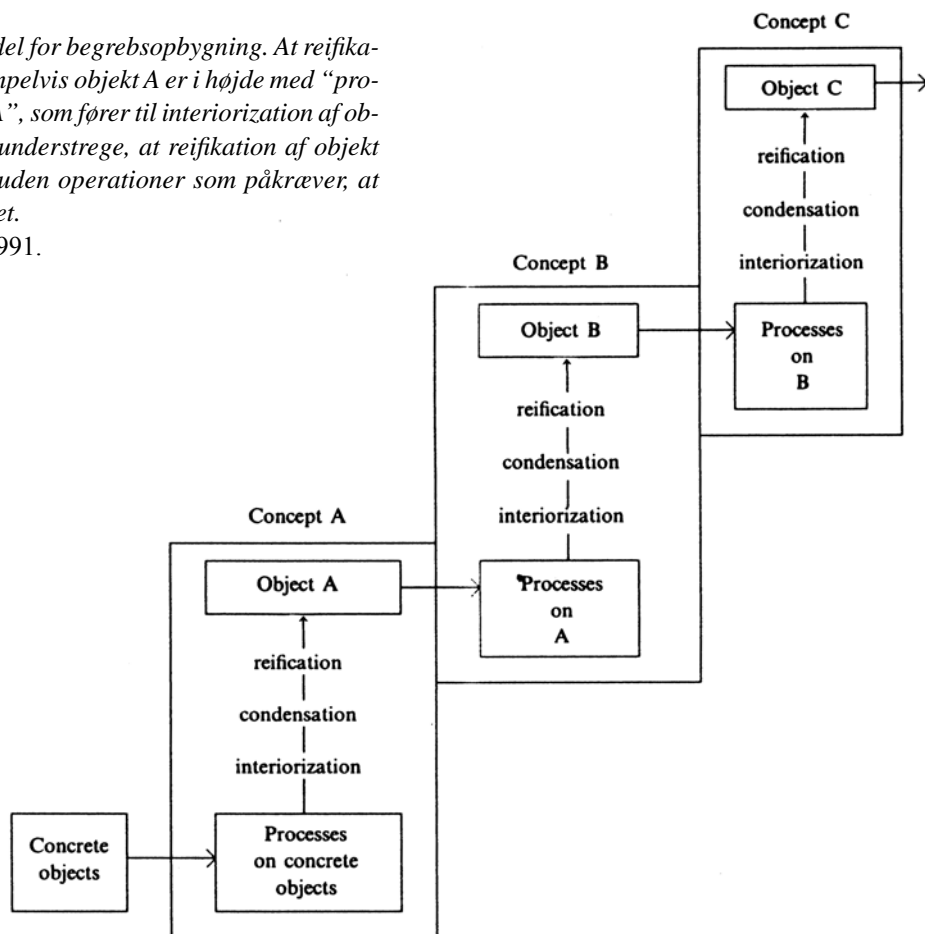 del for begrebsopbygning. At reifika-
mpelvis objekt A er i højde med “pro-
A”, som fører til interiorization af ob-
understrege, at reifikation af objekt
uden operationer som påkræver, at
et.
991.
Concept C
Object C
reification
condensation
interiorization
Processes
on
B
Concept B
Object B
reification
condensation
interiorization
Processes
on
A
Concept A
Object A
reification
condensation
interiorization
Processes
on concrete
objects
Concrete
objects